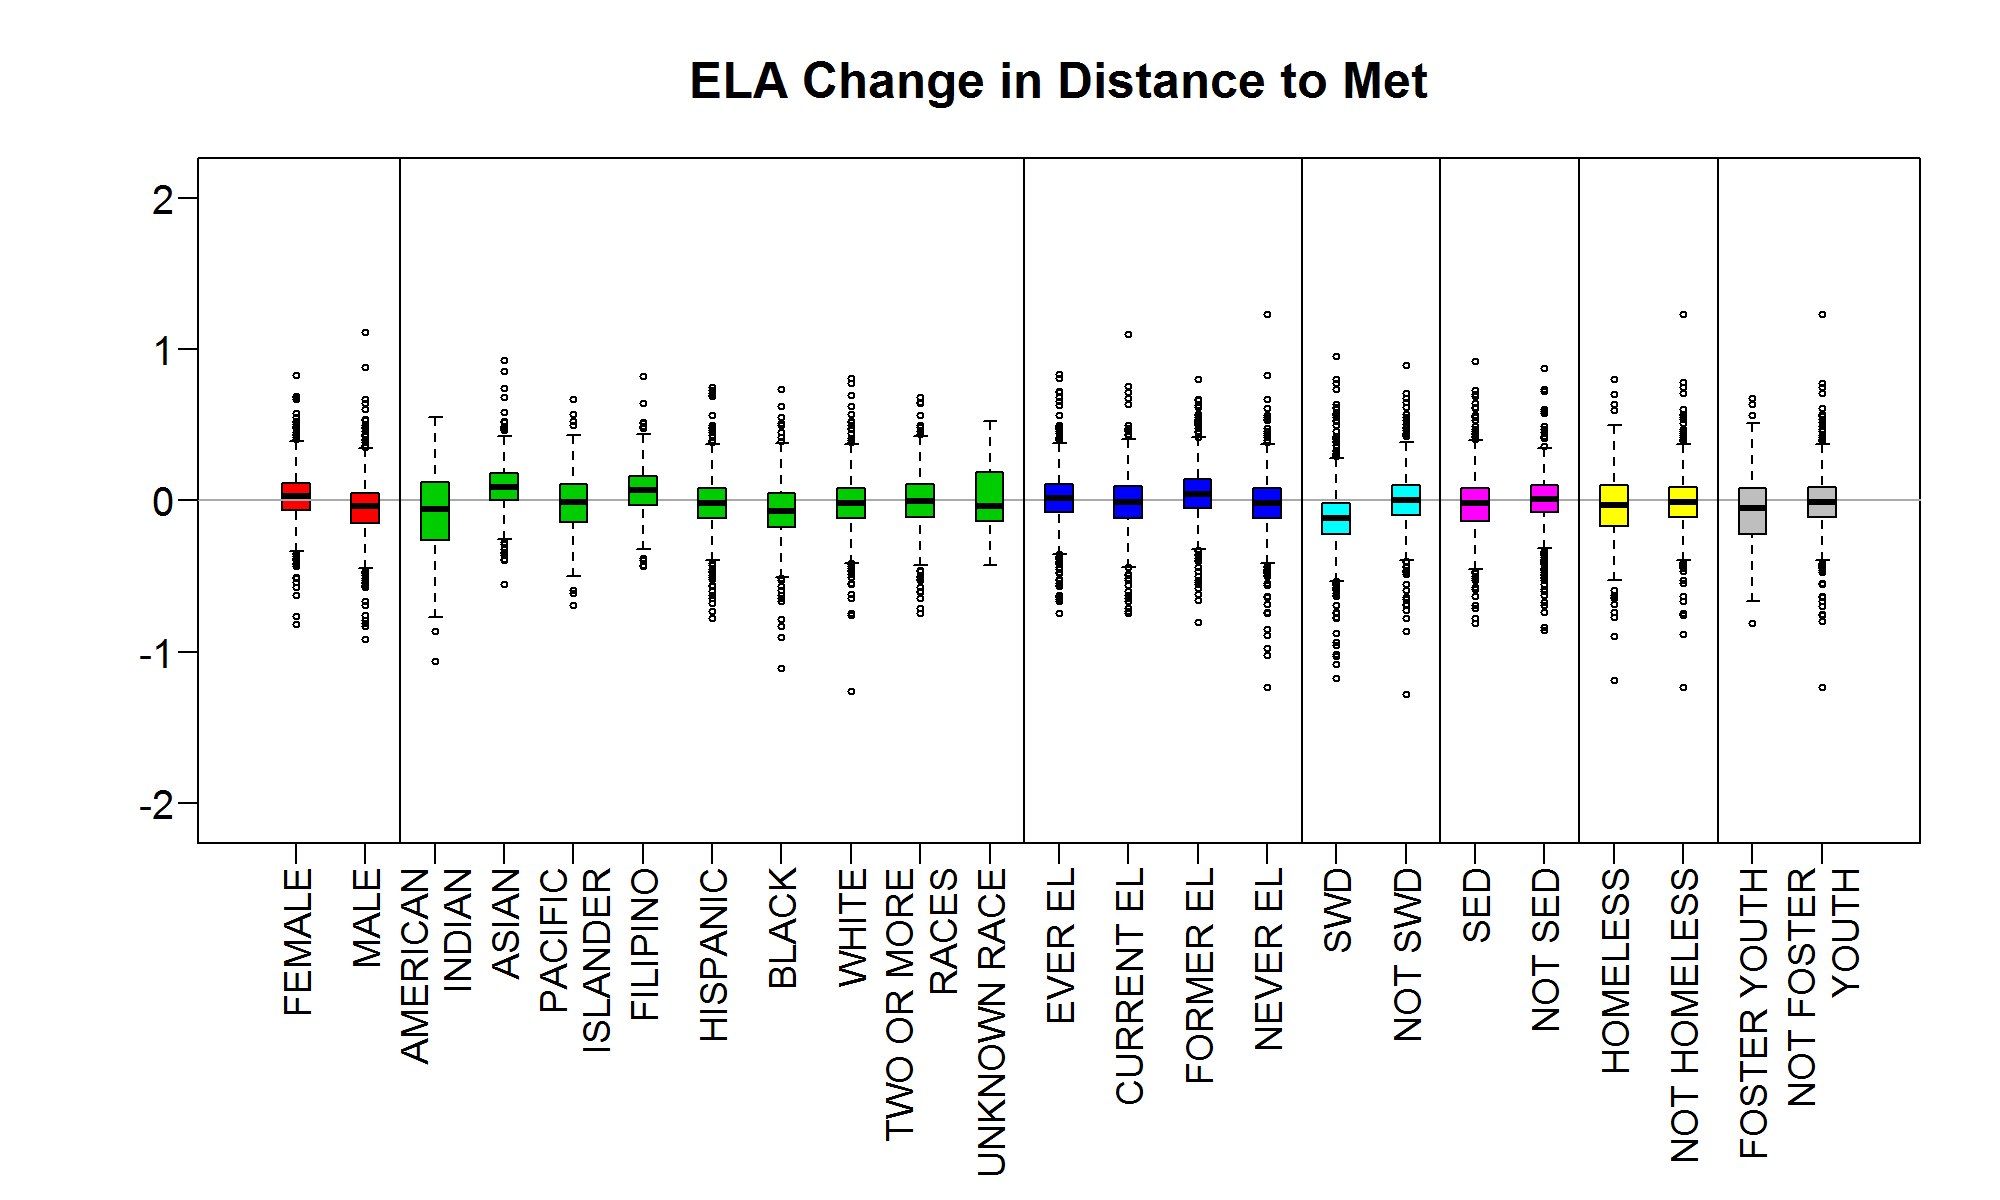 ELA Change in Distance to Met
2
1
0
-1
-2
FEMALE
MALE
AMERICAN
INDIAN
ASIAN
PACIFIC
ISLANDER
FILIPINO
HISPANIC
BLACK
WHITE
TWO OR MORE
RACES
UNKNOWN RACE
EVER EL
CURRENT EL
FORMER EL
NEVER EL
SWD
NOT SWD
SED
NOT SED
HOMELESS
NOT HOMELESS
FOSTER YOUTH
NOT FOSTER
YOUTH